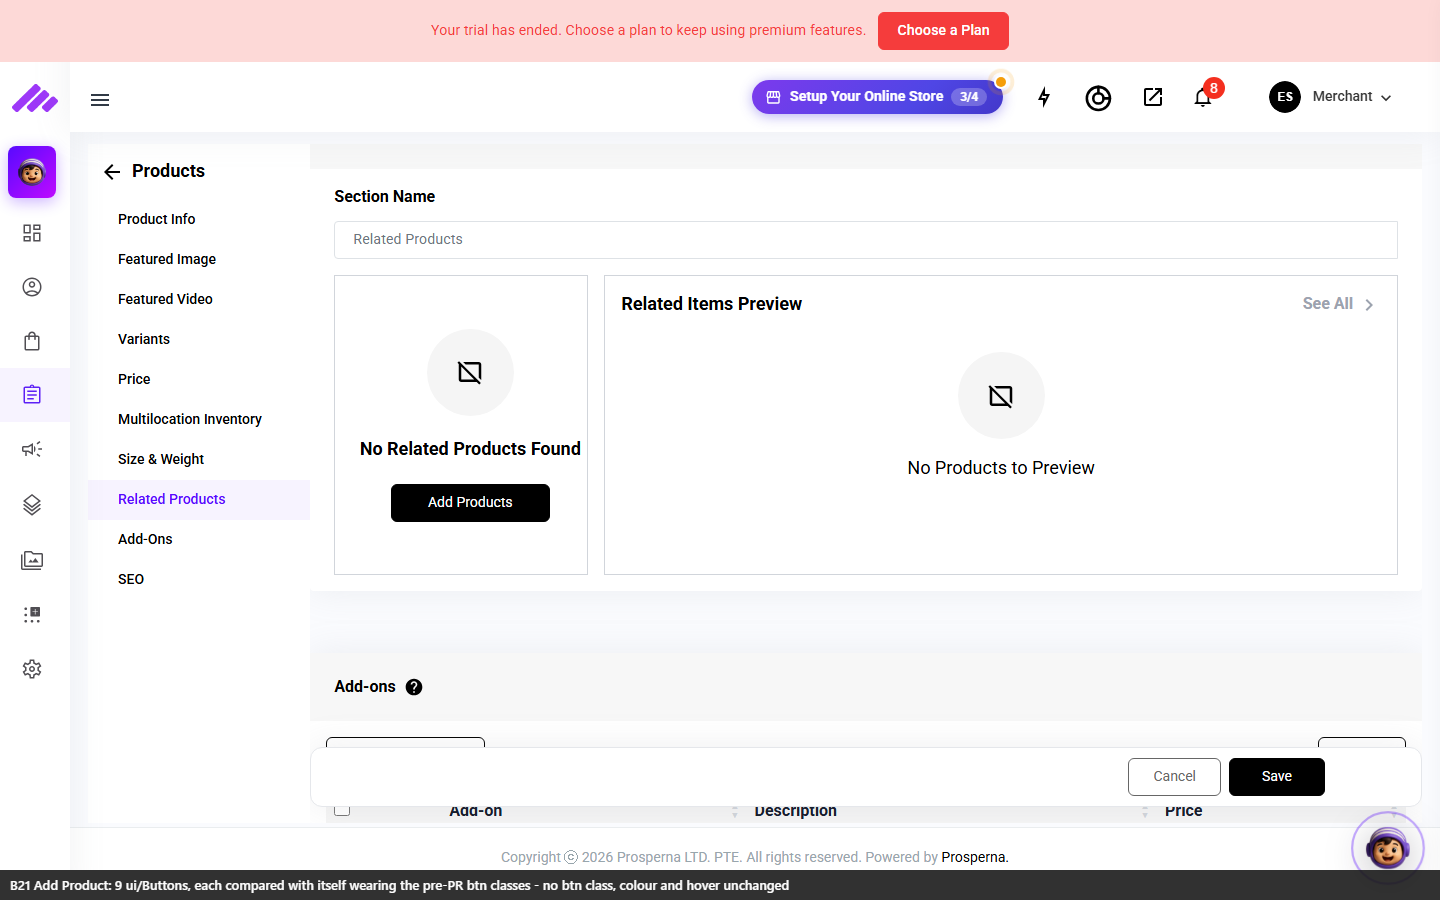 Your trial has ended. Choose a plan to keep using premium features. Choose a Plan
Setup Your Online Store 3/4
8
ES Merchant
Products
Product Info
Featured Image
Featured Video
Variants
Price
Multilocation Inventory
Size & Weight
Related Products
Add-Ons
SEO
Section Name
Related Products
No Related Products Found
Add Products
Related Items Preview
See All
No Products to Preview
Add-ons ?
Cancel Save
Add-on Description Price
Copyright © 2026 Prosperna LTD. PTE. All rights reserved. Powered by Prosperna.
B21 Add Product: 9 ui/Buttons, each compared with itself wearing the pre-PR btn classes - no btn class, colour and hover unchanged